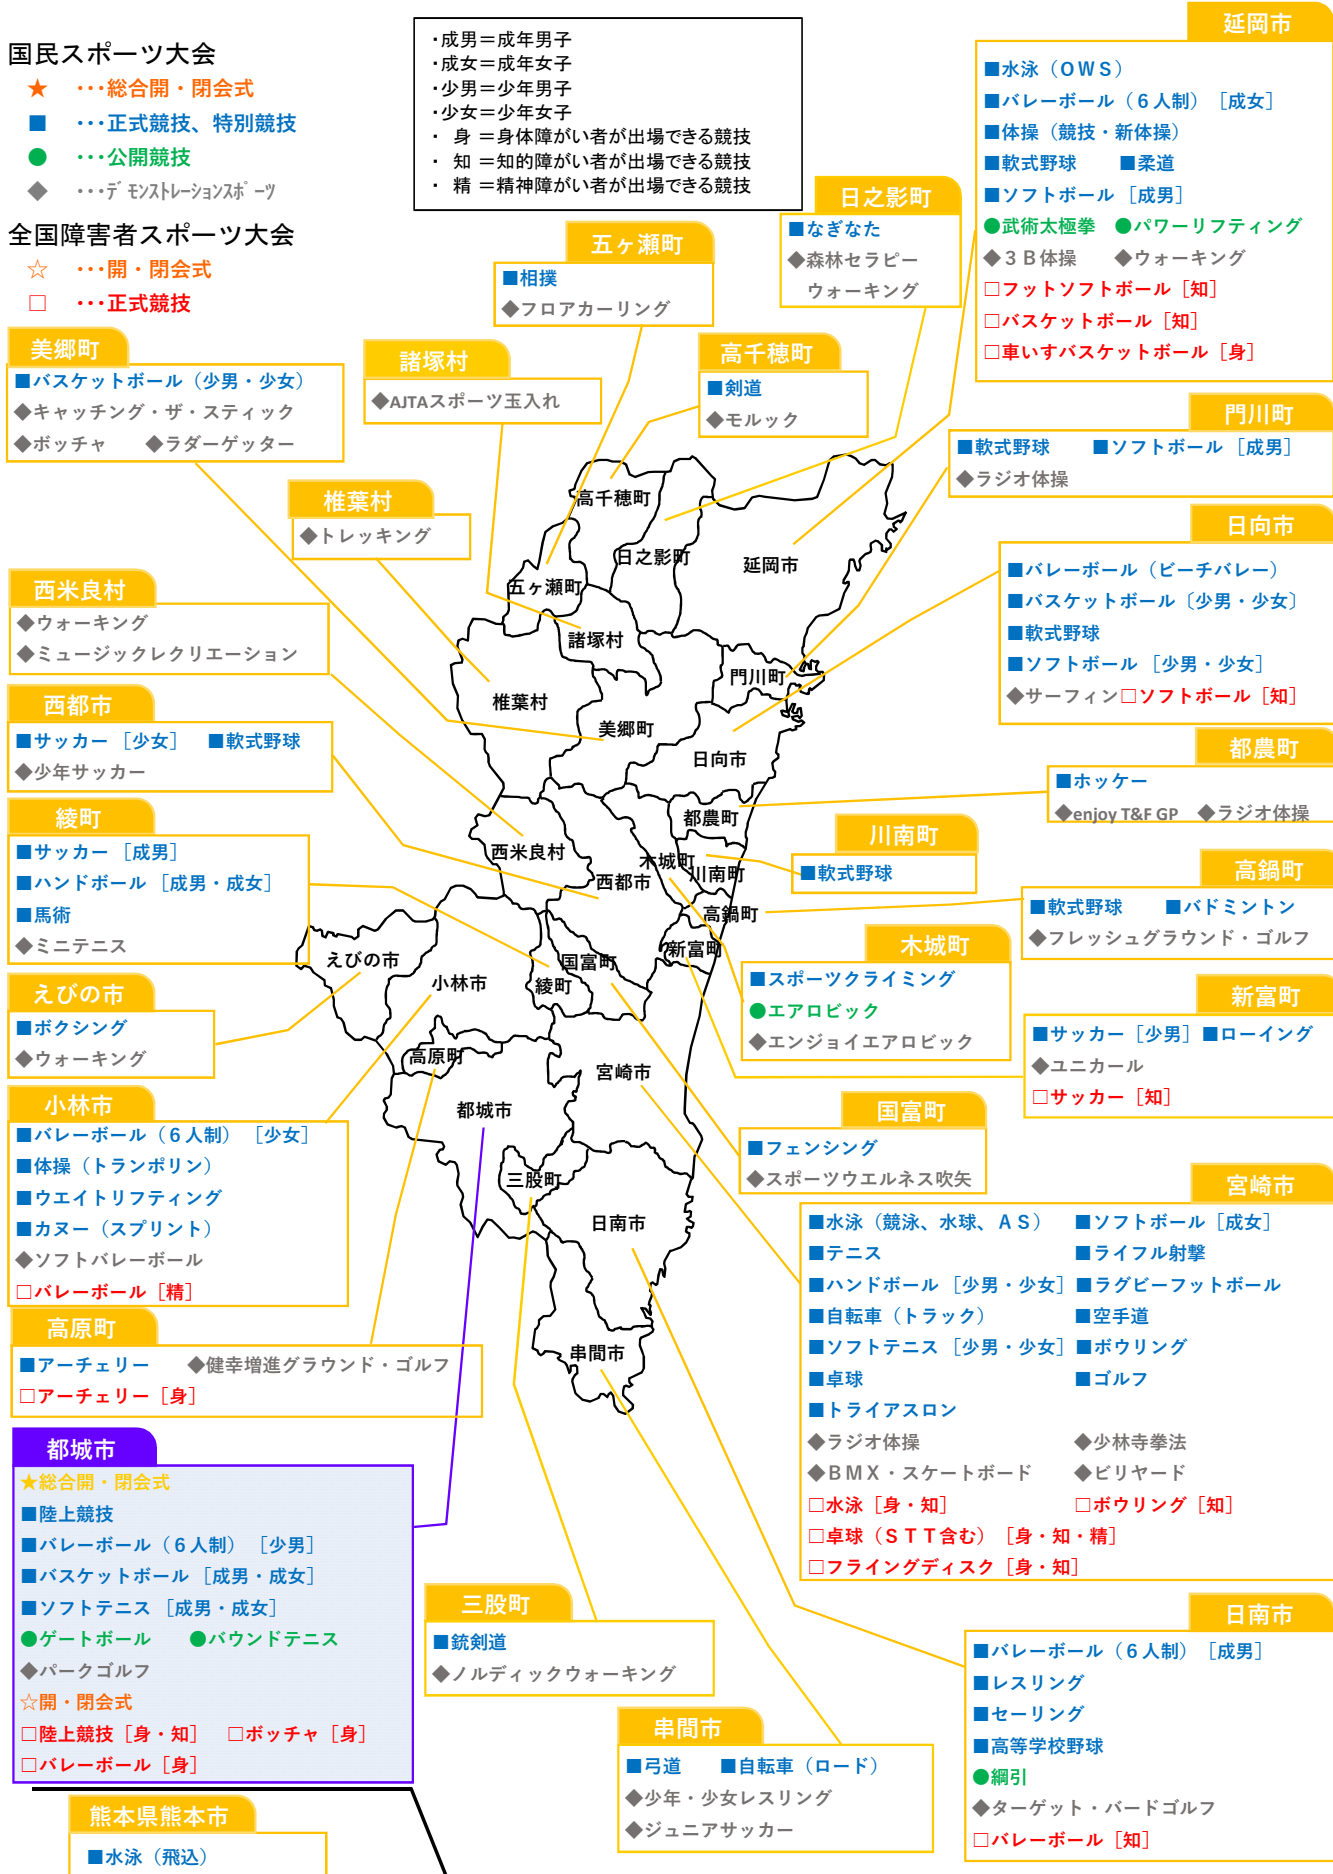 国民スポーツ大会
★ ･･･総合開・閉会式
■ ･･･正式競技、特別競技
● ･･･公開競技
◆ ･･･ﾃﾞﾓﾝｽﾄﾚｰｼｮﾝｽﾎﾟｰﾂ
全国障害者スポーツ大会
☆ ･･･開・閉会式
□ ･･･正式競技
・成男＝成年男子
・成女＝成年女子
・少男＝少年男子
・少女＝少年女子
・ 身 ＝身体障がい者が出場できる競技
・ 知 ＝知的障がい者が出場できる競技
・ 精 ＝精神障がい者が出場できる競技
延岡市
■水泳（ＯＷＳ）
■バレーボール（６人制）［成女］
■体操（競技・新体操）
■軟式野球 ■柔道
■ソフトボール ［成男］
●武術太極拳 ●パワーリフティング
◆３Ｂ体操 ◆ウォーキング
□フットソフトボール［知］
□バスケットボール［知］
□車いすバスケットボール［身］
日之影町
■なぎなた
◆森林セラピー
ウォーキング
五ヶ瀬町
■相撲
◆フロアカーリング
美郷町
■バスケットボール（少男・少女）
◆キャッチング・ザ・スティック
◆ボッチャ ◆ラダーゲッター
諸塚村
◆AJTAスポーツ玉入れ
高千穂町
■剣道
◆モルック
門川町
■軟式野球 ■ソフトボール ［成男］
◆ラジオ体操
椎葉村
◆トレッキング
日向市
■バレーボール（ビーチバレー）
■バスケットボール〔少男・少女〕
■軟式野球
■ソフトボール ［少男・少女］
◆サーフィン□ソフトボール［知］
西米良村
◆ウォーキング
◆ミュージックレクリエーション
西都市
■サッカー ［少女］ ■軟式野球
◆少年サッカー
都農町
■ホッケー
◆enjoy T&F GP ◆ラジオ体操
綾町
■サッカー ［成男］
■ハンドボール ［成男・成女］
■馬術
◆ミニテニス
川南町
■軟式野球
高鍋町
■軟式野球 ■バドミントン
◆フレッシュグラウンド・ゴルフ
木城町
■スポーツクライミング
●エアロビック
◆エンジョイエアロビック
えびの市
■ボクシング
◆ウォーキング
新富町
■サッカー［少男］■ローイング
◆ユニカール
□サッカー［知］
小林市
■バレーボール（６人制）［少女］
■体操（トランポリン）
■ウエイトリフティング
■カヌー（スプリント）
◆ソフトバレーボール
□バレーボール［精］
国富町
■フェンシング
◆スポーツウエルネス吹矢
宮崎市
■水泳（競泳、水球、ＡＳ） ■ソフトボール［成女］
■テニス ■ライフル射撃
■ハンドボール ［少男・少女］ ■ラグビーフットボール
■自転車（トラック） ■空手道
■ソフトテニス ［少男・少女］ ■ボウリング
■卓球 ■ゴルフ
■トライアスロン
◆ラジオ体操 ◆少林寺拳法
◆ＢＭＸ・スケートボード ◆ビリヤード
□水泳［身・知］ □ボウリング［知］
□卓球（ＳＴＴ含む）［身・知・精］
□フライングディスク［身・知］
高原町
■アーチェリー ◆健幸増進グラウンド・ゴルフ
□アーチェリー［身］
都城市
★総合開・閉会式
■陸上競技
■バレーボール（６人制）［少男］
■バスケットボール ［成男・成女］
■ソフトテニス ［成男・成女］
●ゲートボール ●バウンドテニス
◆パークゴルフ
☆開・閉会式
□陸上競技［身・知］ □ボッチャ［身］
□バレーボール［身］
三股町
■銃剣道
◆ノルディックウォーキング
日南市
■バレーボール（６人制）［成男］
■レスリング
■セーリング
■高等学校野球
●綱引
◆ターゲット・バードゴルフ
□バレーボール［知］
串間市
■弓道 ■自転車（ロード）
◆少年・少女レスリング
◆ジュニアサッカー
熊本県熊本市
■水泳（飛込）
高千穂町
日之影町
延岡市
五ヶ瀬町
諸塚村
門川町
椎葉村
美郷町
日向市
都農町
西米良村
木城町
川南町
西都市
高鍋町
新富町
えびの市
国富町
小林市
綾町
高原町
宮崎市
都城市
三股町
日南市
串間市